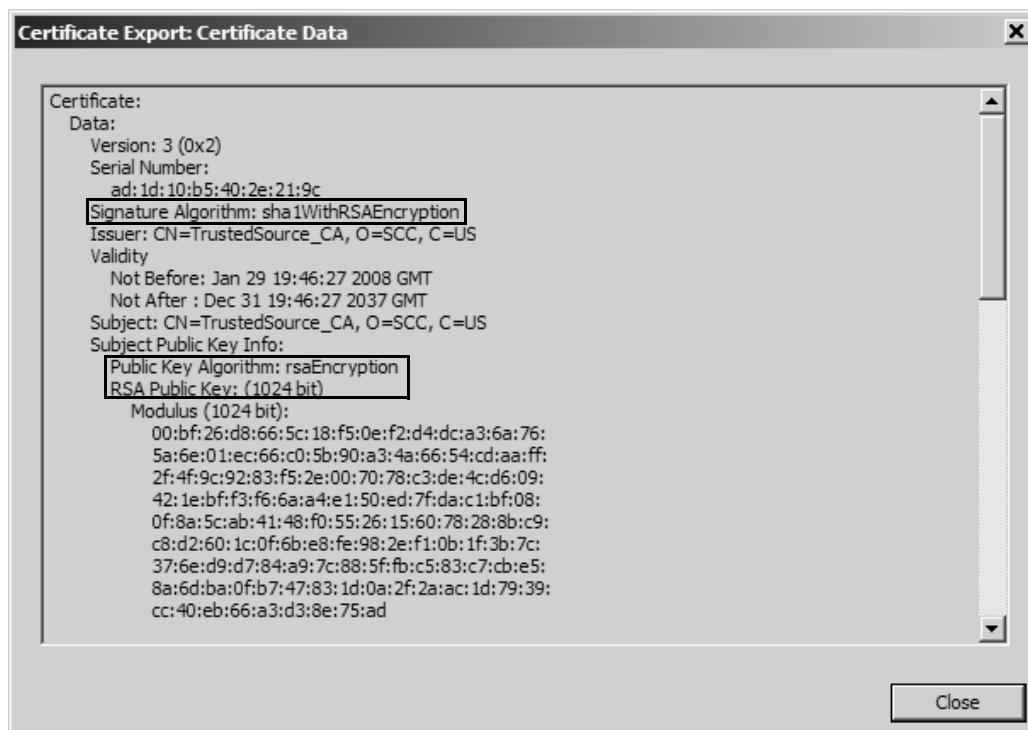 Certificate Export: Certificate Data
Certificate:
Data:
Version: 3 (0x2)
Serial Number:
ad:1d:10:b5:40:2e:21:9c
Signature Algorithm: sha1WithRSAEncryption
Issuer: CN=TrustedSource_CA, O=SCC, C=US
Validity
Not Before: Jan 29 19:46:27 2008 GMT
Not After : Dec 31 19:46:27 2037 GMT
Subject: CN=TrustedSource_CA, O=SCC, C=US
Subject Public Key Info:
Public Key Algorithm: rsaEncryption
RSA Public Key: (1024 bit)
Modulus (1024 bit):
00:bf:26:d8:66:5c:18:f5:0e:f2:d4:dc:a3:6a:76:
5a:6e:01:ec:66:c0:5b:90:a3:4a:66:54:cd:aa:ff:
2f:4f:9c:92:83:f5:2e:00:70:78:c3:de:4c:d6:09:
42:1e:bf:f3:f6:6a:a4:e1:50:ed:7f:da:c1:bf:08:
0f:8a:5c:ab:41:48:f0:55:26:15:60:78:28:8b:c9:
c8:d2:60:1c:0f:6b:e8:fe:98:2e:f1:0b:1f:3b:7c:
37:6e:d9:d7:84:a9:7c:88:5f:fb:c5:83:c7:cb:e5:
8a:6d:ba:0f:b7:47:83:1d:0a:2f:2a:ac:1d:79:39:
cc:40:eb:66:a3:d3:8e:75:ad
Close